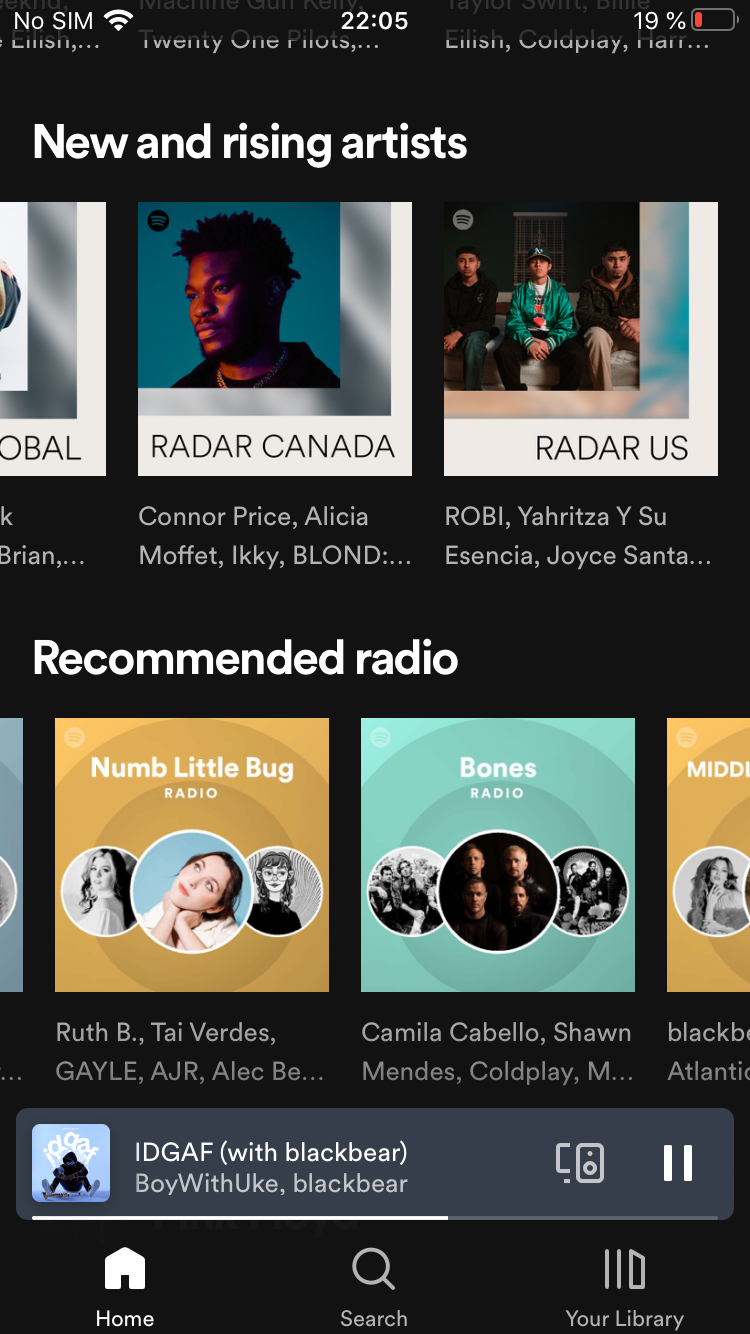 No SIM 22:05 19 %
Machine Gun Kelly, Taylor Swift, Billie
e Eilish,... Twenty One Pilots,... Eilish, Coldplay, Harr...
New and rising artists
OBAL RADAR CANADA RADAR US
k Connor Price, Alicia ROBI, Yahritza Y Su
Brian,... Moffet, Ikky, BLOND:... Esencia, Joyce Santa...
Recommended radio
Numb Little Bug Bones MIDDL
RADIO RADIO
Ruth B., Tai Verdes, Camila Cabello, Shawn blackbe
... GAYLE, AJR, Alec Be... Mendes, Coldplay, M... Atlantic
idgaf
IDGAF (with blackbear)
BoyWithUke, blackbear
Pink Floyd
Home Search Your Library